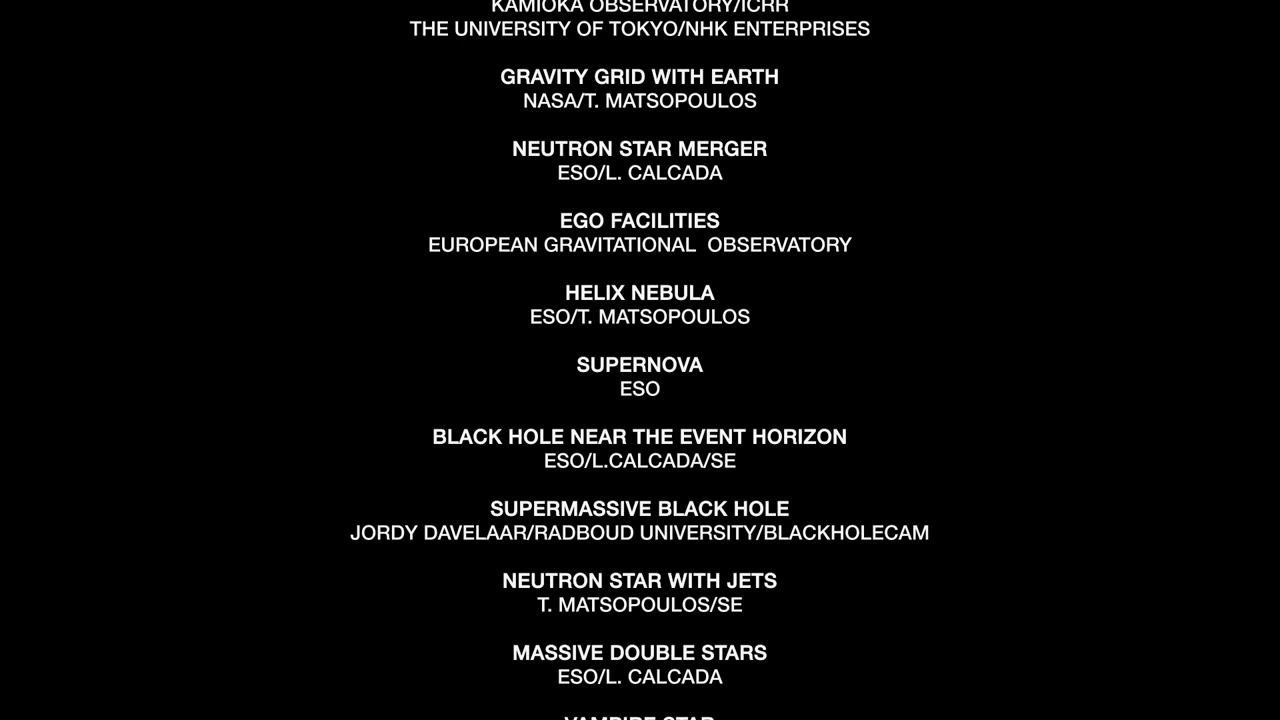 KAMIOKA OBSERVATORY/ICRR
THE UNIVERSITY OF TOKYO/NHK ENTERPRISES
GRAVITY GRID WITH EARTH
NASA/T. MATSOPOULOS
NEUTRON STAR MERGER
ESO/L. CALCADA
EGO FACILITIES
EUROPEAN GRAVITATIONAL  OBSERVATORY
HELIX NEBULA
ESO/T. MATSOPOULOS
SUPERNOVA
ESO
BLACK HOLE NEAR THE EVENT HORIZON
ESO/L.CALCADA/SE
SUPERMASSIVE BLACK HOLE
JORDY DAVELAAR/RADBOUD UNIVERSITY/BLACKHOLECAM
NEUTRON STAR WITH JETS
T. MATSOPOULOS/SE
MASSIVE DOUBLE STARS
ESO/L. CALCADA
VAMPIRE STAR